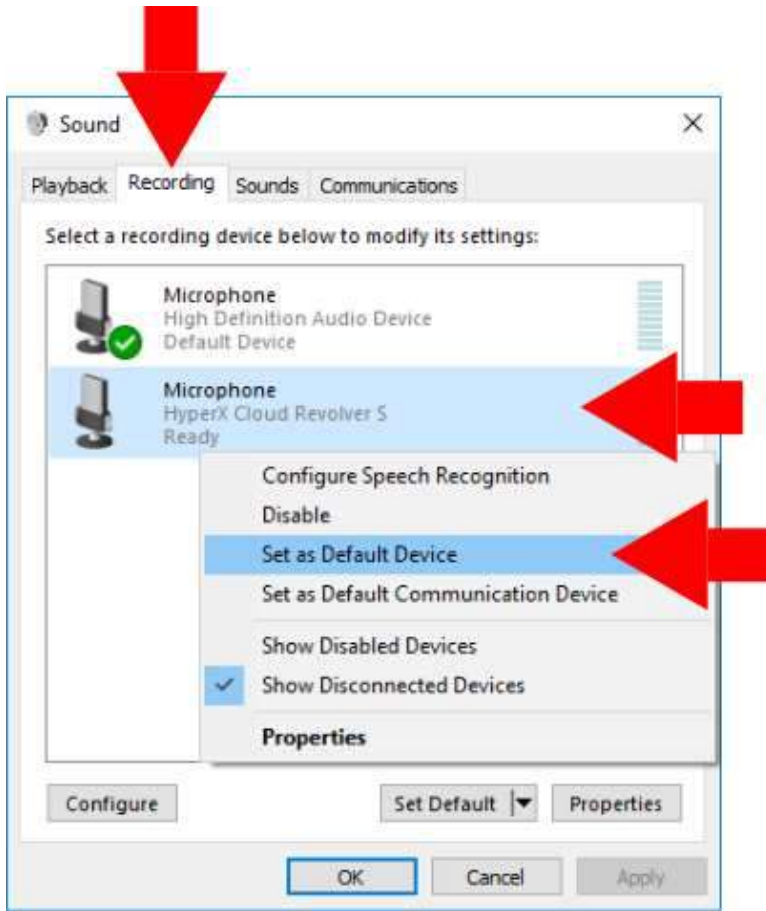 Sound
Playback Recording Sounds Communications
Select a recording device below to modify its settings:
Microphone
High Definition Audio Device
Default Device
Microphone
HyperX Cloud Revolver S
Ready
Configure Speech Recognition
Disable
Set as Default Device
Set as Default Communication Device
Show Disabled Devices
Show Disconnected Devices
Properties
Configure Set Default Properties
OK Cancel Apply